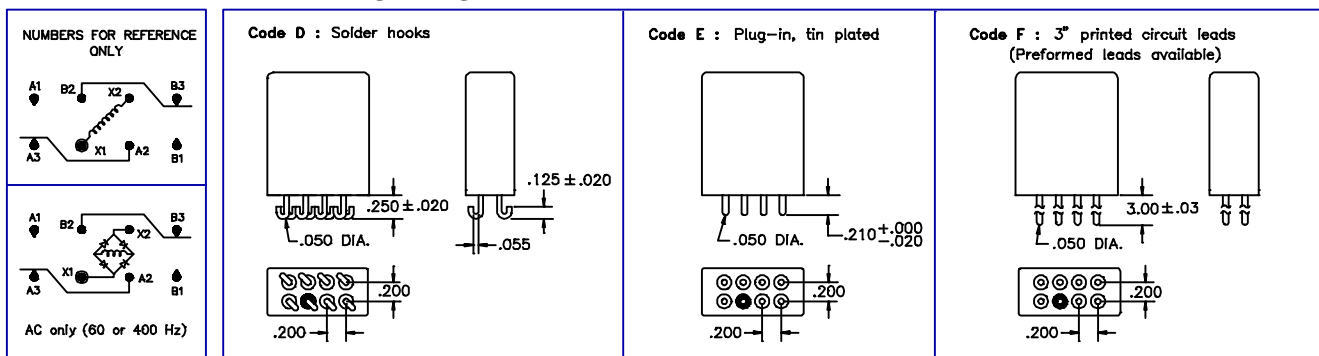 NUMBERS FOR REFERENCE
ONLY
A1
B2
X2
B3
A3
X1
A2
B1
A1
B2
X2
B3
A3
X1
A2
B1
AC only (60 or 400 Hz)
Code D : Solder hooks
.250 ±.020
.125 ±.020
.050 DIA.
.055
.200
.200
Code E : Plug-in, tin plated
.050 DIA.
.210 +.000
-.020
.200
.200
Code F : 3" printed circuit leads
(Preformed leads available)
3.00 ±.03
.050 DIA.
.200
.200